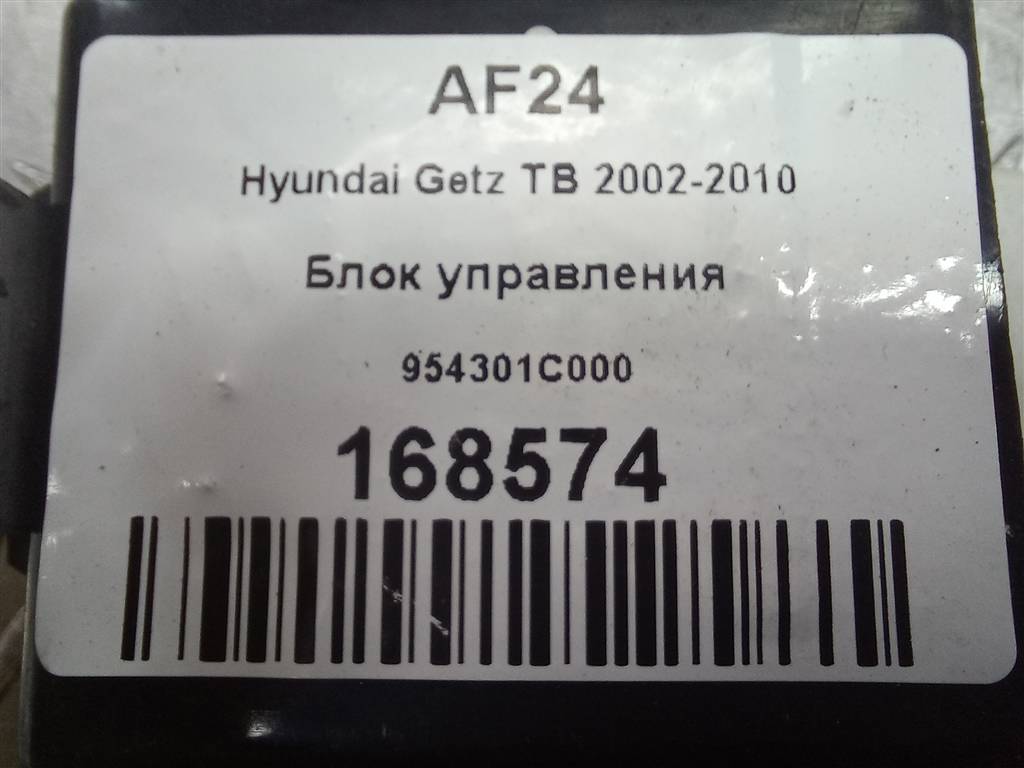 AF24
Hyundai Getz TB 2002-2010
Блок управления
954301C000
168574